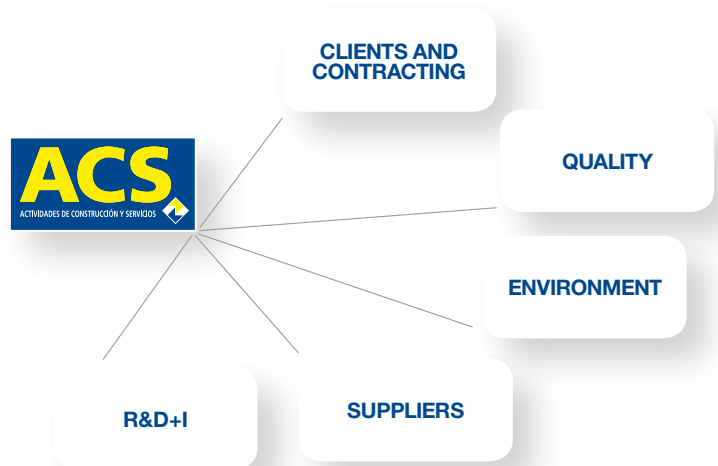 CLIENTS AND
CONTRACTING
ACS
ACTIVIDADES DE CONSTRUCCIÓN Y SERVICIOS
QUALITY
ENVIRONMENT
SUPPLIERS
R&D+I